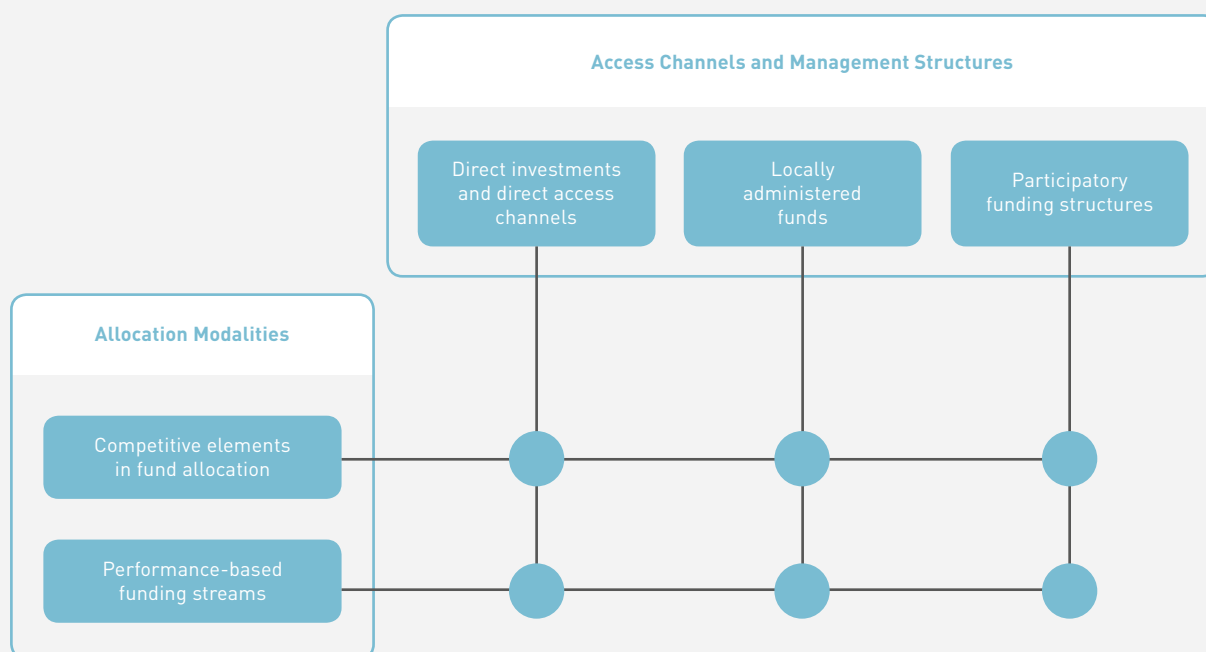 Access Channels and Management Structures
Direct investments
and direct access
channels
Locally
administered
funds
Participatory
funding structures
Allocation Modalities
Competitive elements
in fund allocation
Performance-based
funding streams